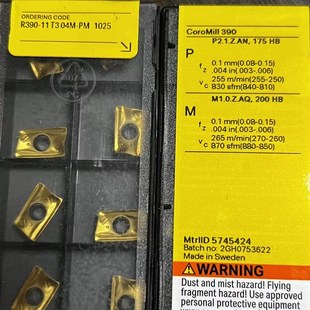 ORDERING CODE
R390-11 T3 04M-PM 1025
CoroMill 390
P2.1.Z.AN, 175 HB
P
fz 0.1 mm(0.08-0.15)
.004 in(.003-.006)
vc 255 m/min(250-255)
830 sfm(840-810)
M1.0.Z.AQ, 200 HB
M
fz 0.1 mm(0.08-0.15)
.004 in(.003-.006)
vc 265 m/min(270-260)
870 sfm(880-850)
MtrlID 5745424
Batch no: 2GH0753622
Made in Sweden
WARNING
Dust and mist hazard! Flying
fragment hazard! Use approved
personal protective equipment